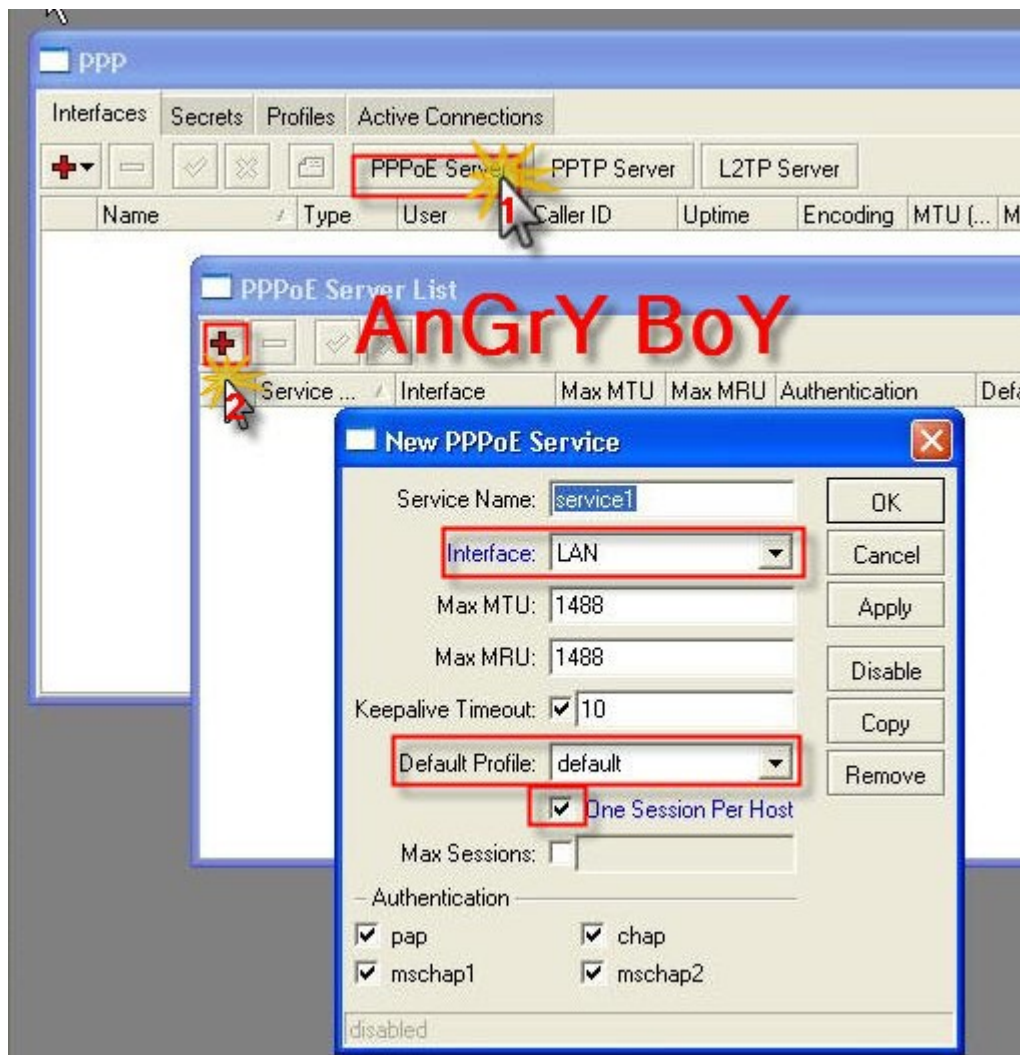 PPP
Interfaces Secrets Profiles Active Connections
PPPoE Server PPTP Server L2TP Server
1
Name Type User Caller ID Uptime Encoding MTU (... M
PPPoE Server List
AnGrY BoY
2
Service ... Interface Max MTU Max MRU Authentication Defa
New PPPoE Service
Service Name: service1 OK
Interface: LAN Cancel
Max MTU: 1488 Apply
Max MRU: 1488 Disable
Keepalive Timeout: 10 Copy
Default Profile: default Remove
One Session Per Host
Max Sessions:
Authentication
pap chap
mschap1 mschap2
disabled